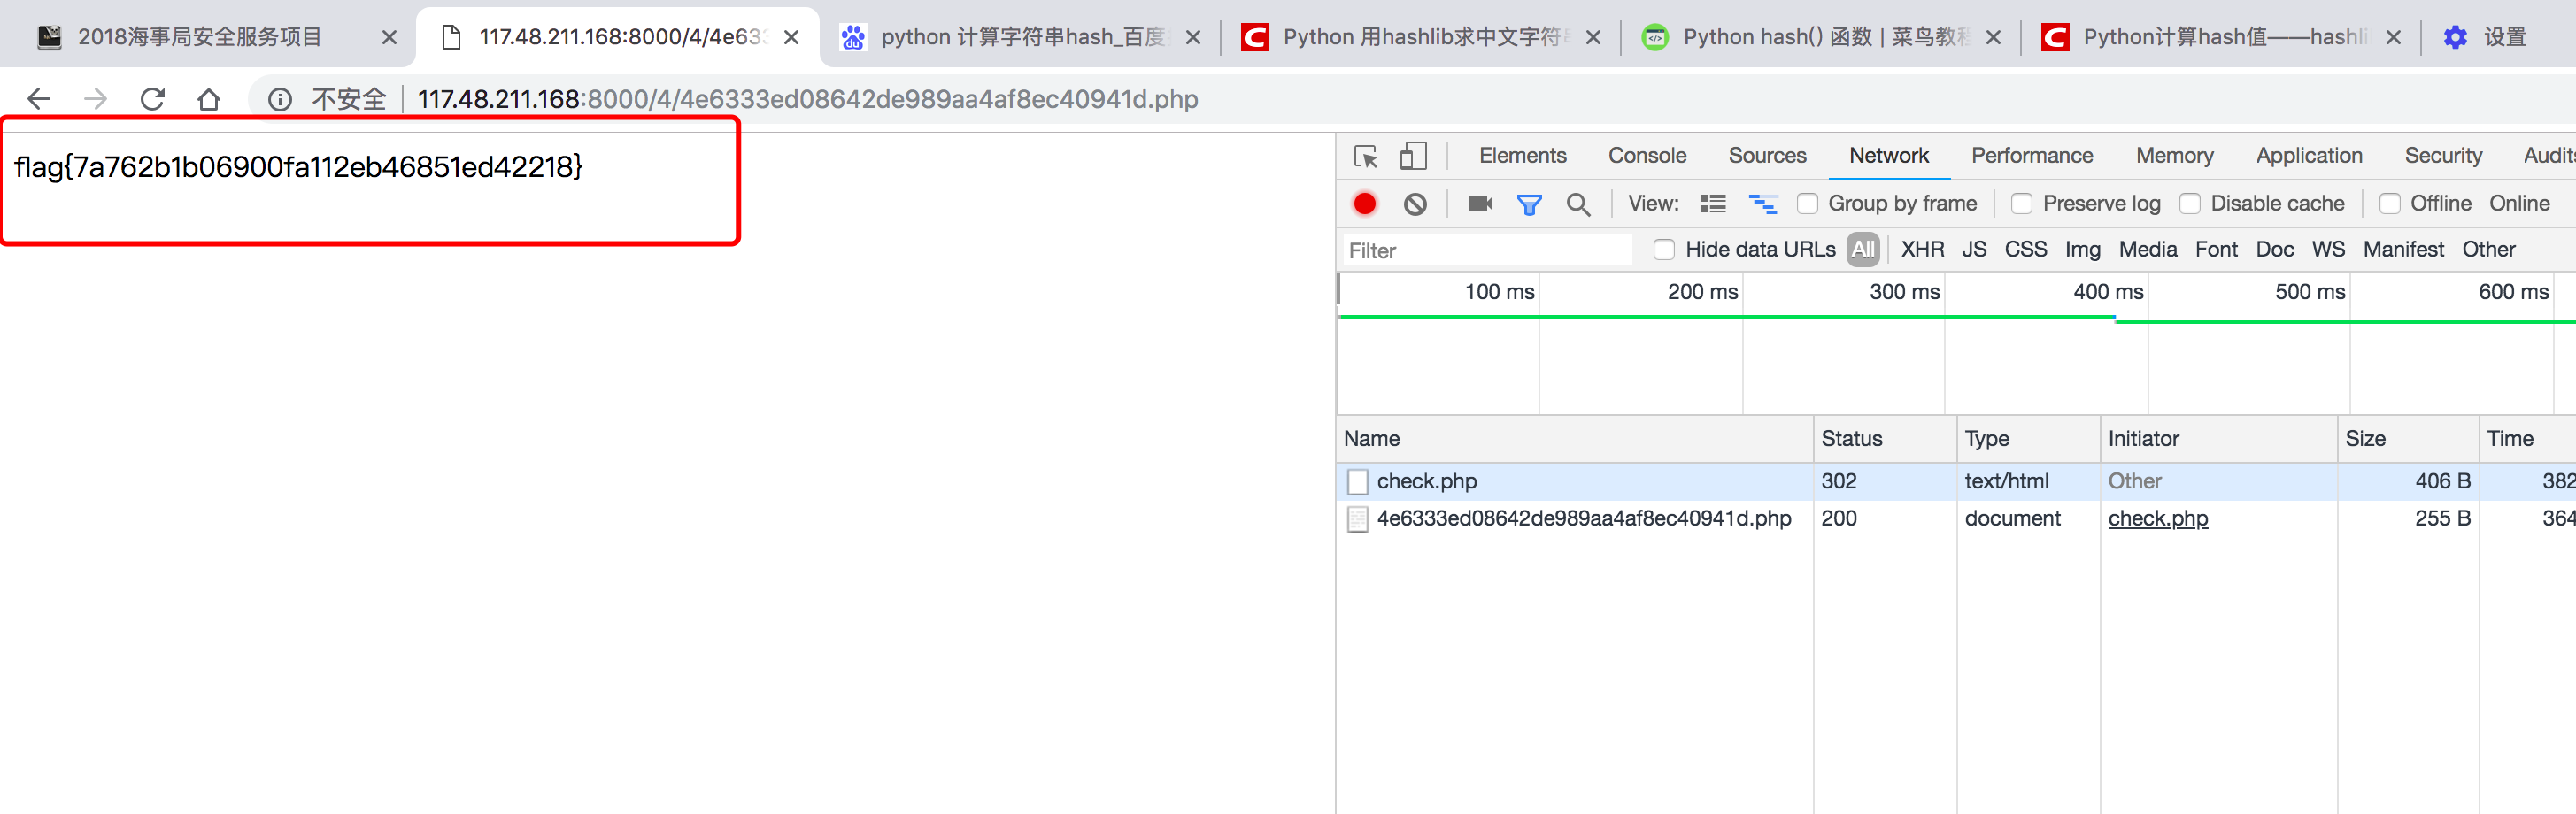 2018海事局安全服务项目
117.48.211.168:8000/4/4e633
python 计算字符串hash_百度
Python 用hashlib求中文字符串
Python hash() 函数 | 菜鸟教程
Python计算hash值——hashli
设置
不安全 117.48.211.168:8000/4/4e6333ed08642de989aa4af8ec40941d.php
flag{7a762b1b06900fa112eb46851ed42218}
Elements Console Sources Network Performance Memory Application Security Audits
View: Group by frame Preserve log Disable cache Offline Online
Filter Hide data URLs All XHR JS CSS Img Media Font Doc WS Manifest Other
100 ms 200 ms 300 ms 400 ms 500 ms 600 ms
Name Status Type Initiator Size Time
check.php 302 text/html Other 406 B 382
4e6333ed08642de989aa4af8ec40941d.php 200 document check.php 255 B 364